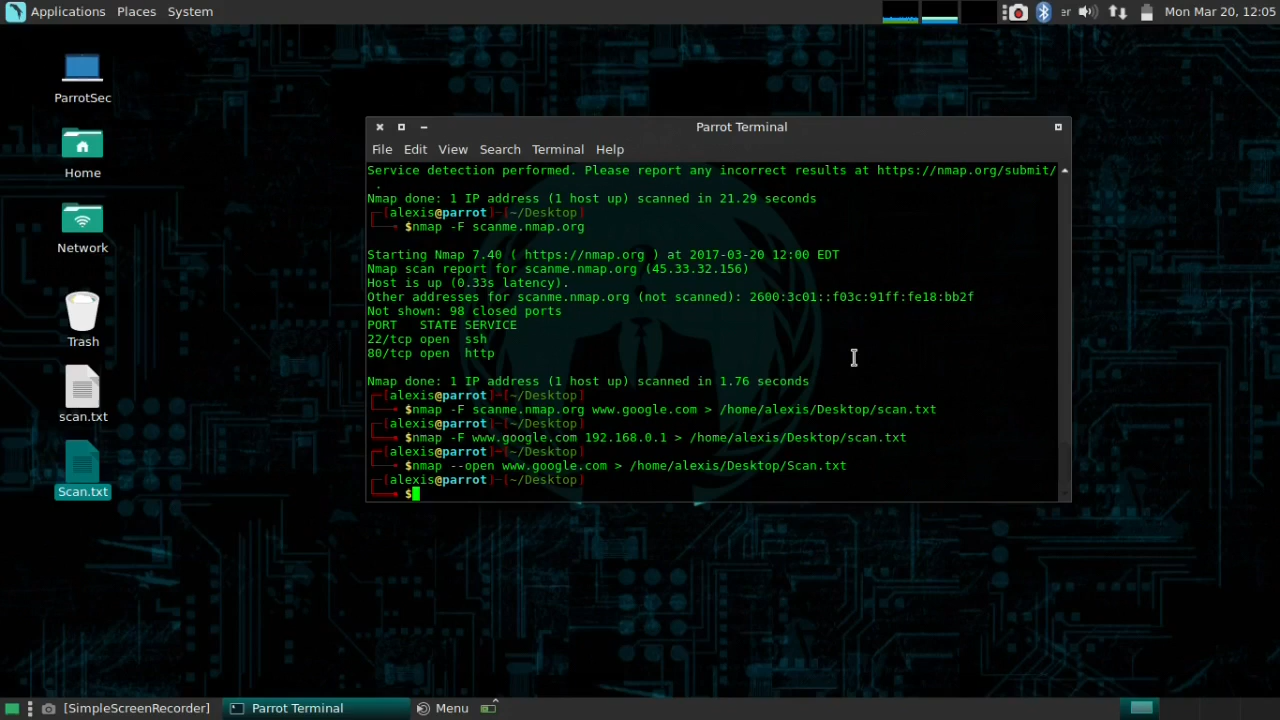 Applications Places System
er
Mon Mar 20, 12:05
ParrotSec
Home
Network
Trash
scan.txt
Scan.txt
Parrot Terminal
File Edit View Search Terminal Help
Service detection performed. Please report any incorrect results at https://nmap.org/submit/
.
Nmap done: 1 IP address (1 host up) scanned in 21.29 seconds
[alexis@parrot]-[~/Desktop]
$nmap -F scanme.nmap.org
Starting Nmap 7.40 ( https://nmap.org ) at 2017-03-20 12:00 EDT
Nmap scan report for scanme.nmap.org (45.33.32.156)
Host is up (0.33s latency).
Other addresses for scanme.nmap.org (not scanned): 2600:3c01::f03c:91ff:fe18:bb2f
Not shown: 98 closed ports
PORT   STATE SERVICE
22/tcp open  ssh
80/tcp open  http
Nmap done: 1 IP address (1 host up) scanned in 1.76 seconds
[alexis@parrot]-[~/Desktop]
$nmap -F scanme.nmap.org www.google.com > /home/alexis/Desktop/scan.txt
[alexis@parrot]-[~/Desktop]
$nmap -F www.google.com 192.168.0.1 > /home/alexis/Desktop/scan.txt
[alexis@parrot]-[~/Desktop]
$nmap --open www.google.com > /home/alexis/Desktop/Scan.txt
[alexis@parrot]-[~/Desktop]
$
[SimpleScreenRecorder] Parrot Terminal Menu